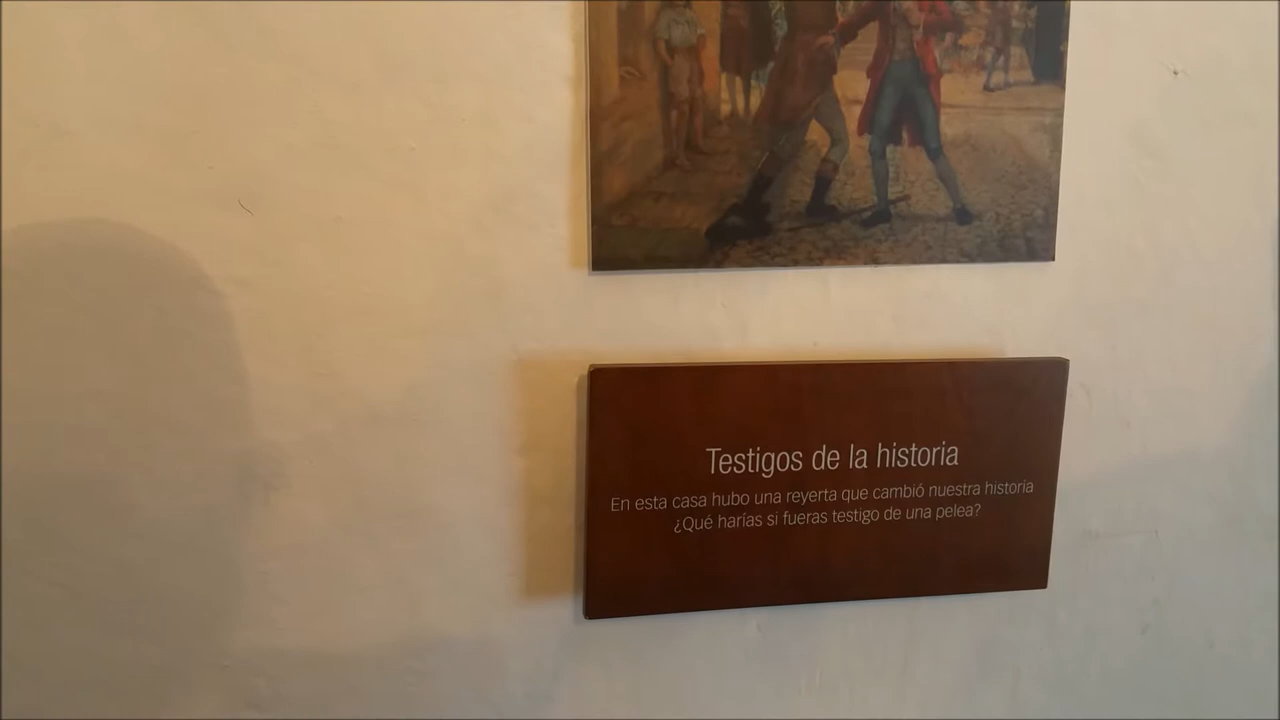 Testigos de la historia
En esta casa hubo una reyerta que cambió nuestra historia
¿Qué harías si fueras testigo de una pelea?